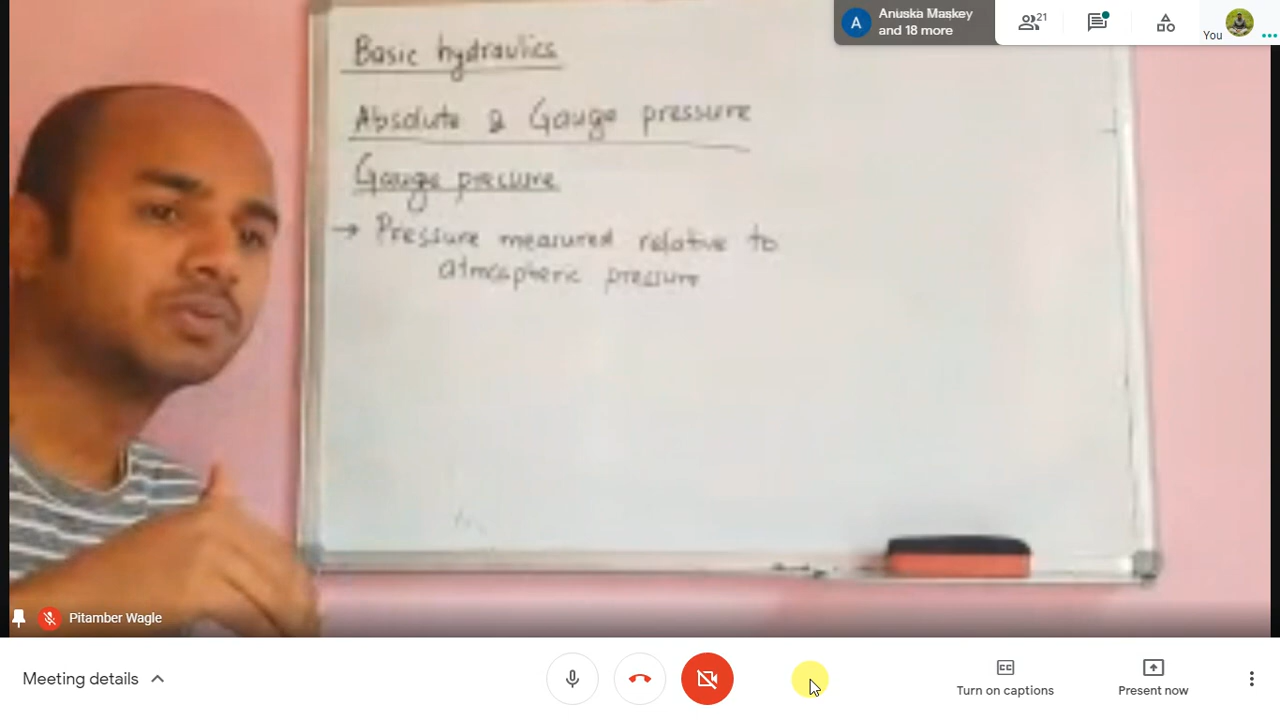 Anuska Maskey
and 18 more
21
You
Basic hydraulics
Absolute & Gauge pressure
Gauge pressure
→ Pressure measured relative to
atmospheric pressure
Pitamber Wagle
Meeting details
CC
Turn on captions
Present now
A